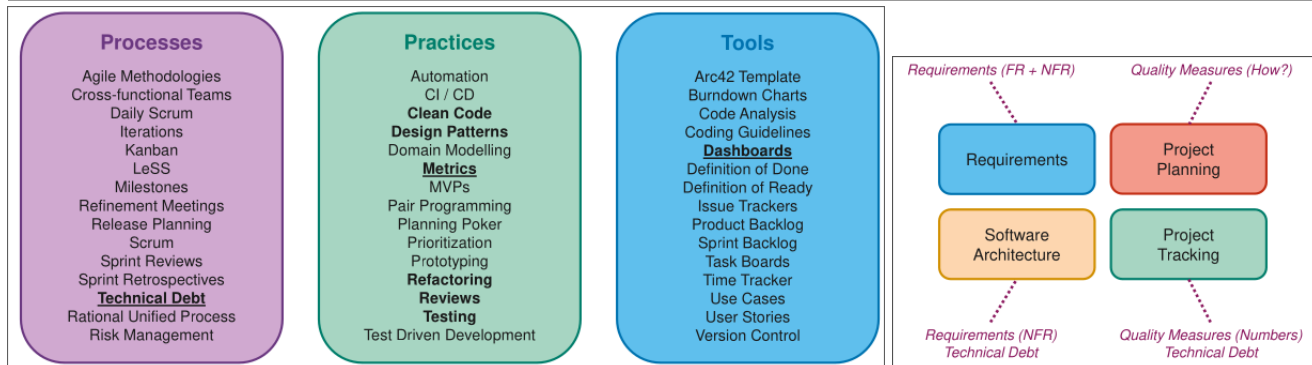 Processes
Agile Methodologies
Cross-functional Teams
Daily Scrum
Iterations
Kanban
LeSS
Milestones
Refinement Meetings
Release Planning
Scrum
Sprint Reviews
Sprint Retrospectives
Technical Debt
Rational Unified Process
Risk Management
Practices
Automation
CI / CD
Clean Code
Design Patterns
Domain Modelling
Metrics
MVPs
Pair Programming
Planning Poker
Prioritization
Prototyping
Refactoring
Reviews
Testing
Test Driven Development
Tools
Arc42 Template
Burndown Charts
Code Analysis
Coding Guidelines
Dashboards
Definition of Done
Definition of Ready
Issue Trackers
Product Backlog
Sprint Backlog
Task Boards
Time Tracker
Use Cases
User Stories
Version Control
Requirements (FR + NFR)
Quality Measures (How?)
Requirements
Project
Planning
Software
Architecture
Project
Tracking
Requirements (NFR)
Technical Debt
Quality Measures (Numbers)
Technical Debt